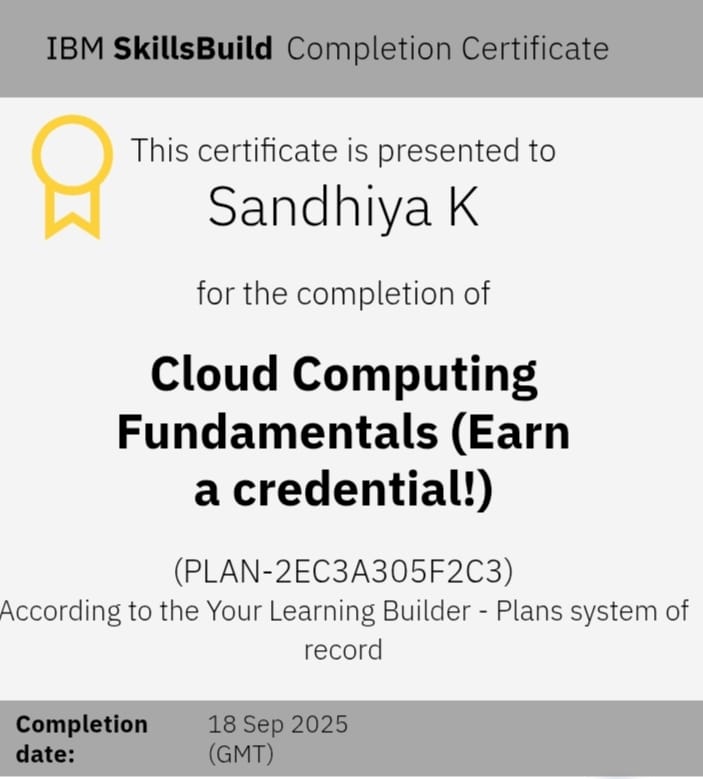 IBM SkillsBuild Completion Certificate
This certificate is presented to
Sandhiya K
for the completion of
Cloud Computing
Fundamentals (Earn
a credential!)
(PLAN-2EC3A305F2C3)
According to the Your Learning Builder - Plans system of
record
Completion 18 Sep 2025
date: (GMT)